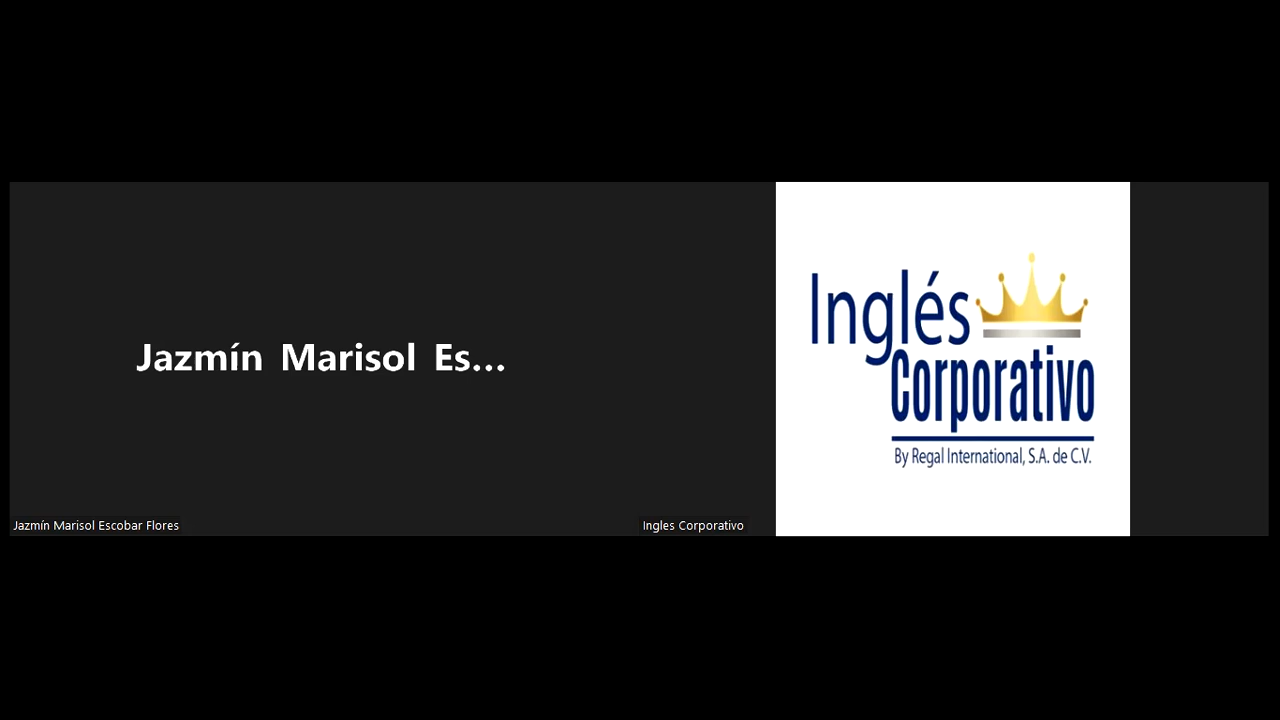 Jazmín Marisol Es...
Jazmín Marisol Escobar Flores
Ingles Corporativo
Inglés
Corporativo
By Regal International, S.A. de C.V.